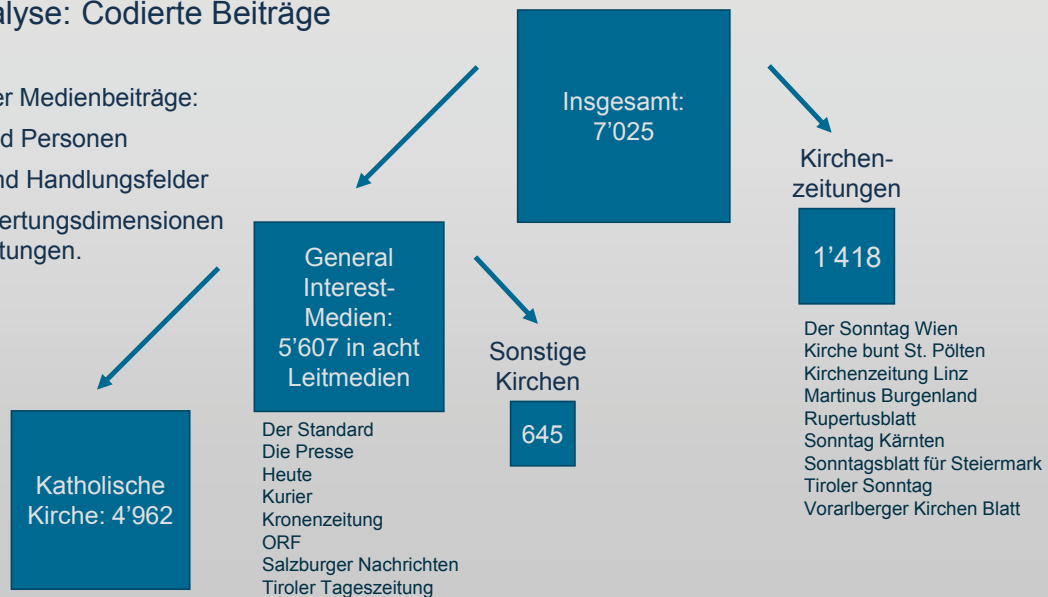 alyse: Codierte Beiträge
er Medienbeiträge:
d Personen
nd Handlungsfelder
ertungsdimensionen
tungen.
Insgesamt:
7’025
Kirchen-
zeitungen
1’418
Der Sonntag Wien
Kirche bunt St. Pölten
Kirchenzeitung Linz
Martinus Burgenland
Rupertusblatt
Sonntag Kärnten
Sonntagsblatt für Steiermark
Tiroler Sonntag
Vorarlberger Kirchen Blatt
General
Interest-
Medien:
5’607 in acht
Leitmedien
Der Standard
Die Presse
Heute
Kurier
Kronenzeitung
ORF
Salzburger Nachrichten
Tiroler Tageszeitung
Sonstige
Kirchen
645
Katholische
Kirche: 4’962